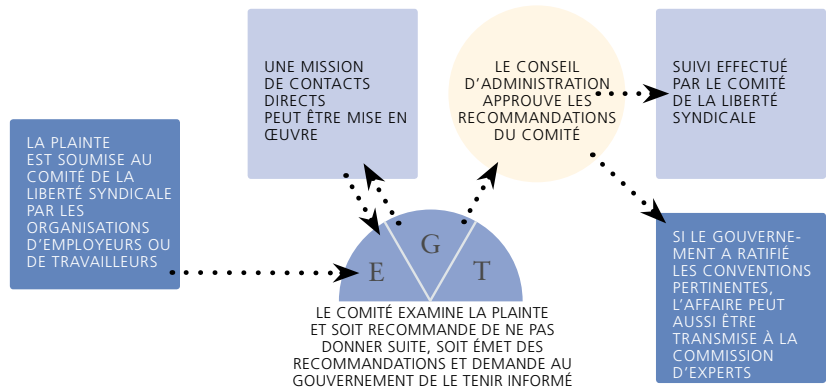 LA PLAINTE
EST SOUMISE AU
COMITÉ DE LA
LIBERTÉ SYNDICALE
PAR LES
ORGANISATIONS
D'EMPLOYEURS OU
DE TRAVAILLEURS
UNE MISSION
DE CONTACTS
DIRECTS
PEUT ÊTRE MISE EN
ŒUVRE
E
G
T
LE COMITÉ EXAMINE LA PLAINTE
ET SOIT RECOMMANDE DE NE PAS
DONNER SUITE, SOIT ÉMET DES
RECOMMANDATIONS ET DEMANDE AU
GOUVERNEMENT DE LE TENIR INFORMÉ
LE CONSEIL
D'ADMINISTRATION
APPROUVE LES
RECOMMANDATIONS
DU COMITÉ
SUIVI EFFECTUÉ
PAR LE COMITÉ
DE LA LIBERTÉ
SYNDICALE
SI LE GOUVERNE-
MENT A RATIFIÉ
LES CONVENTIONS
PERTINENTES,
L'AFFAIRE PEUT
AUSSI ÊTRE
TRANSMISE À LA
COMMISSION
D'EXPERTS